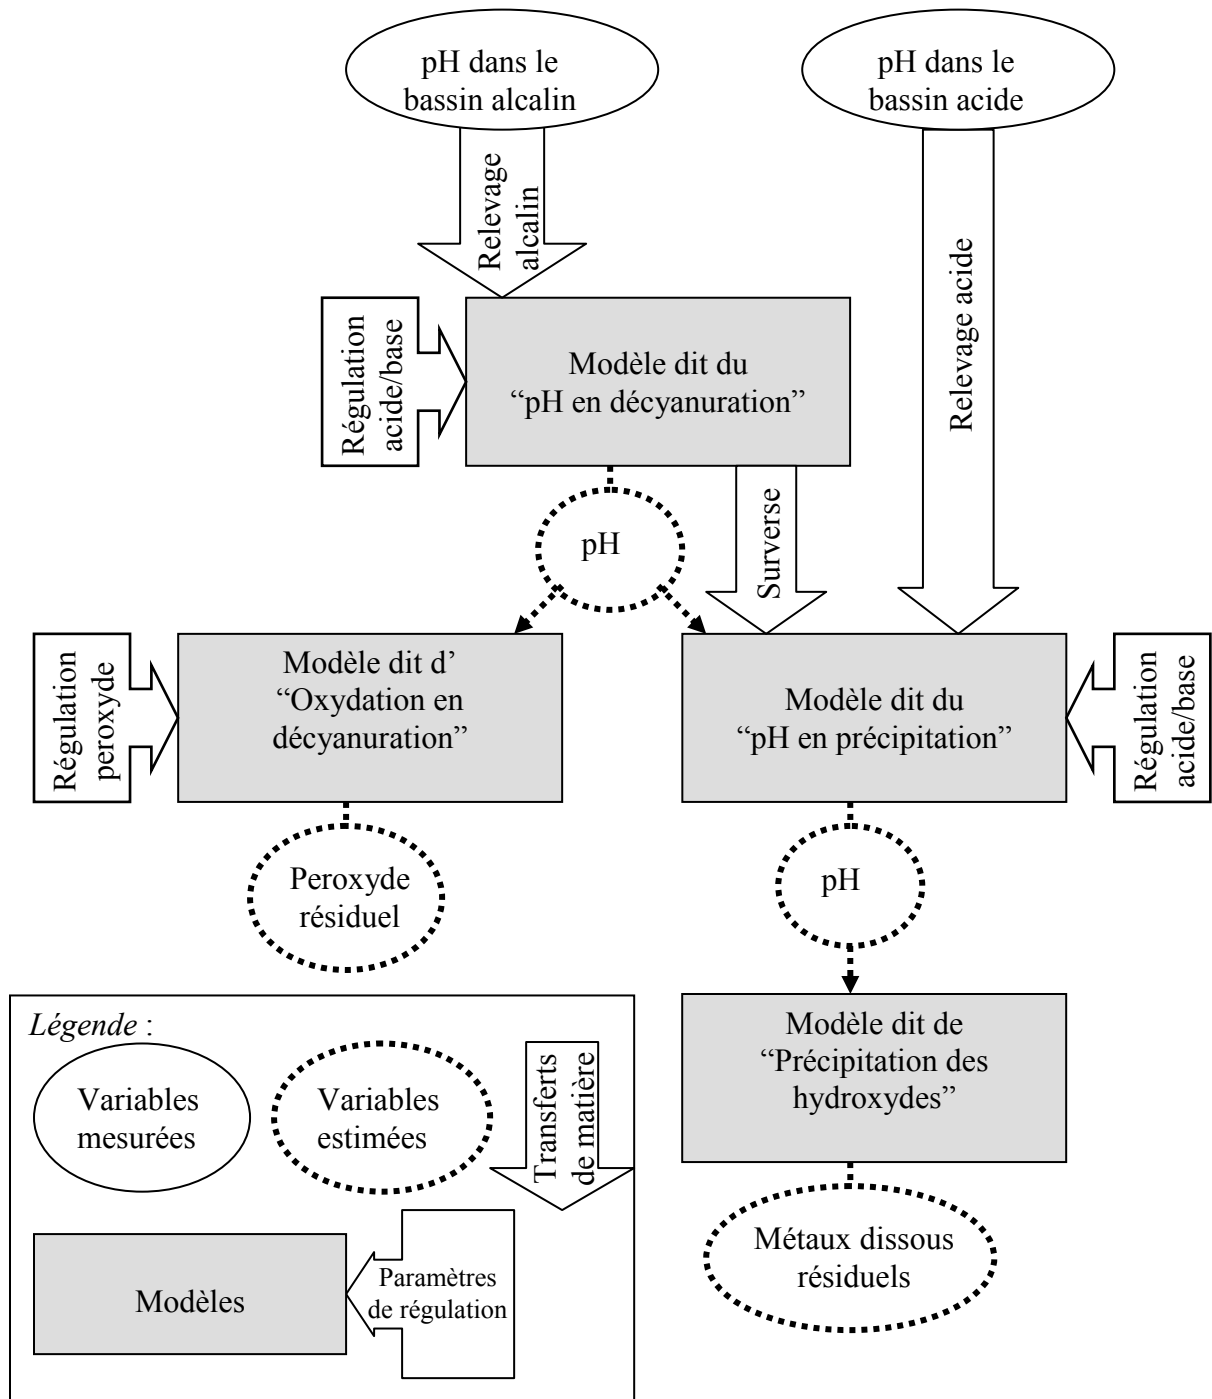 pH dans le
bassin alcalin
pH dans le
bassin acide
Relevage
alcalin
Relevage acide
Régulation
acide/base
Modèle dit du
“pH en décyanuration”
pH
Surverse
Régulation
peroxyde
Modèle dit d’
“Oxydation en
décyanuration”
Modèle dit du
“pH en précipitation”
Régulation
acide/base
Peroxyde
résiduel
pH
Modèle dit de
“Précipitation des
hydroxydes”
Métaux dissous
résiduels
Légende :
Variables
mesurées
Variables
estimées
Transferts
de matière
Modèles
Paramètres
de régulation